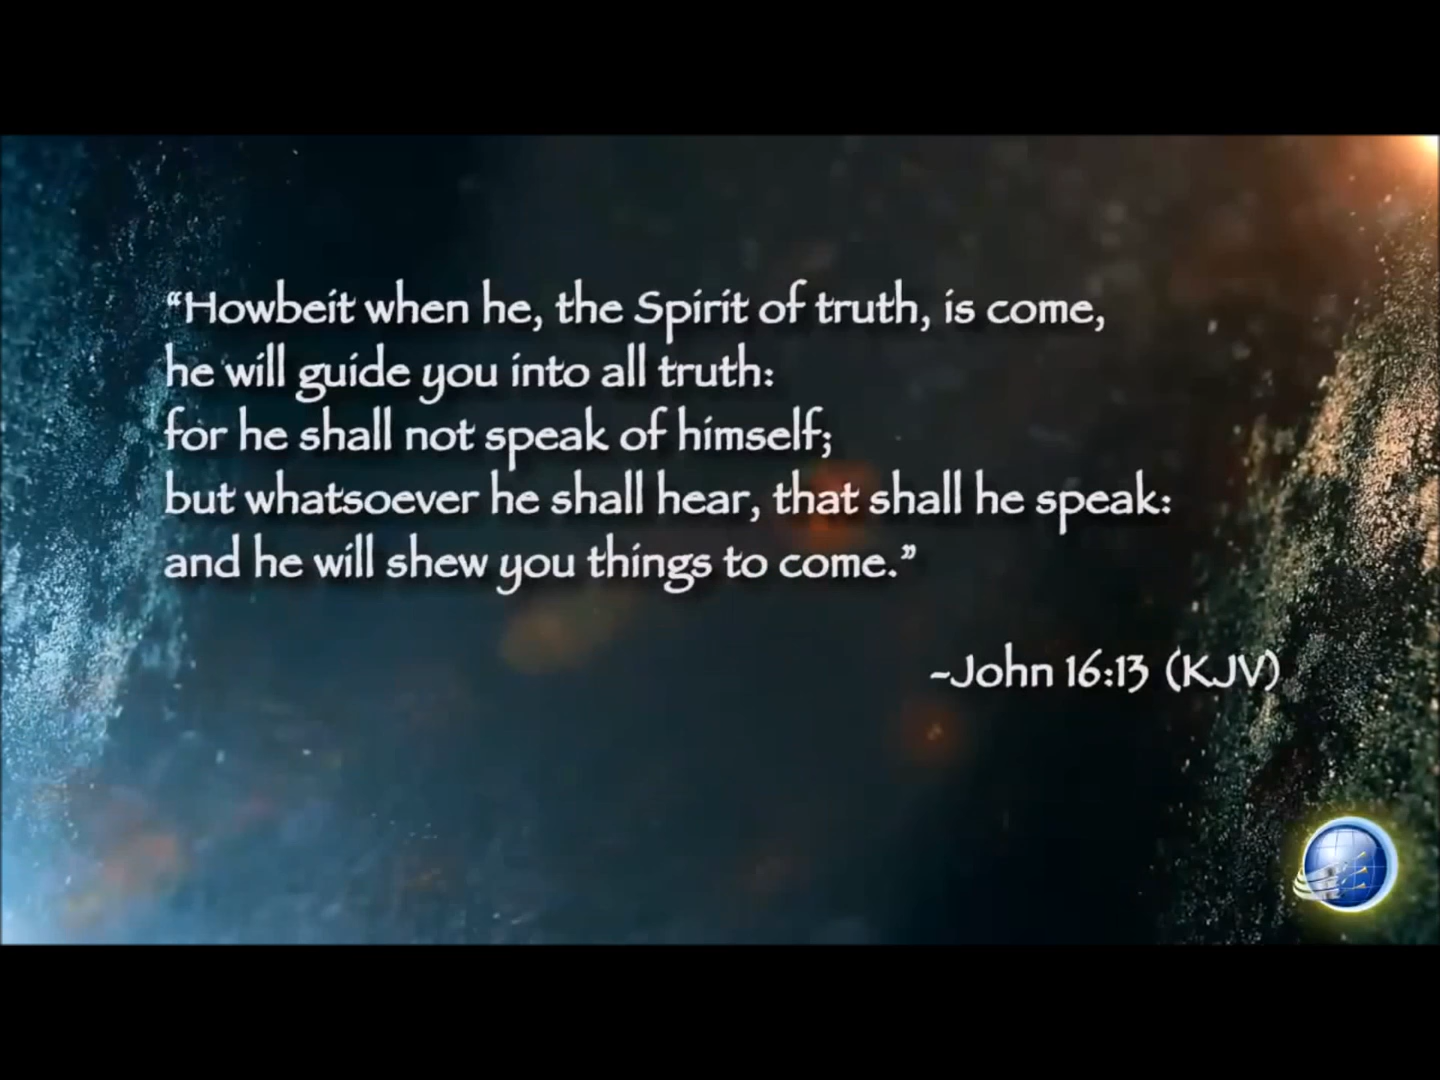 “Howbeit when he, the Spirit of truth, is come,
he will guide you into all truth:
for he shall not speak of himself;
but whatsoever he shall hear, that shall he speak:
and he will shew you things to come.”
-John 16:13 (KJV)